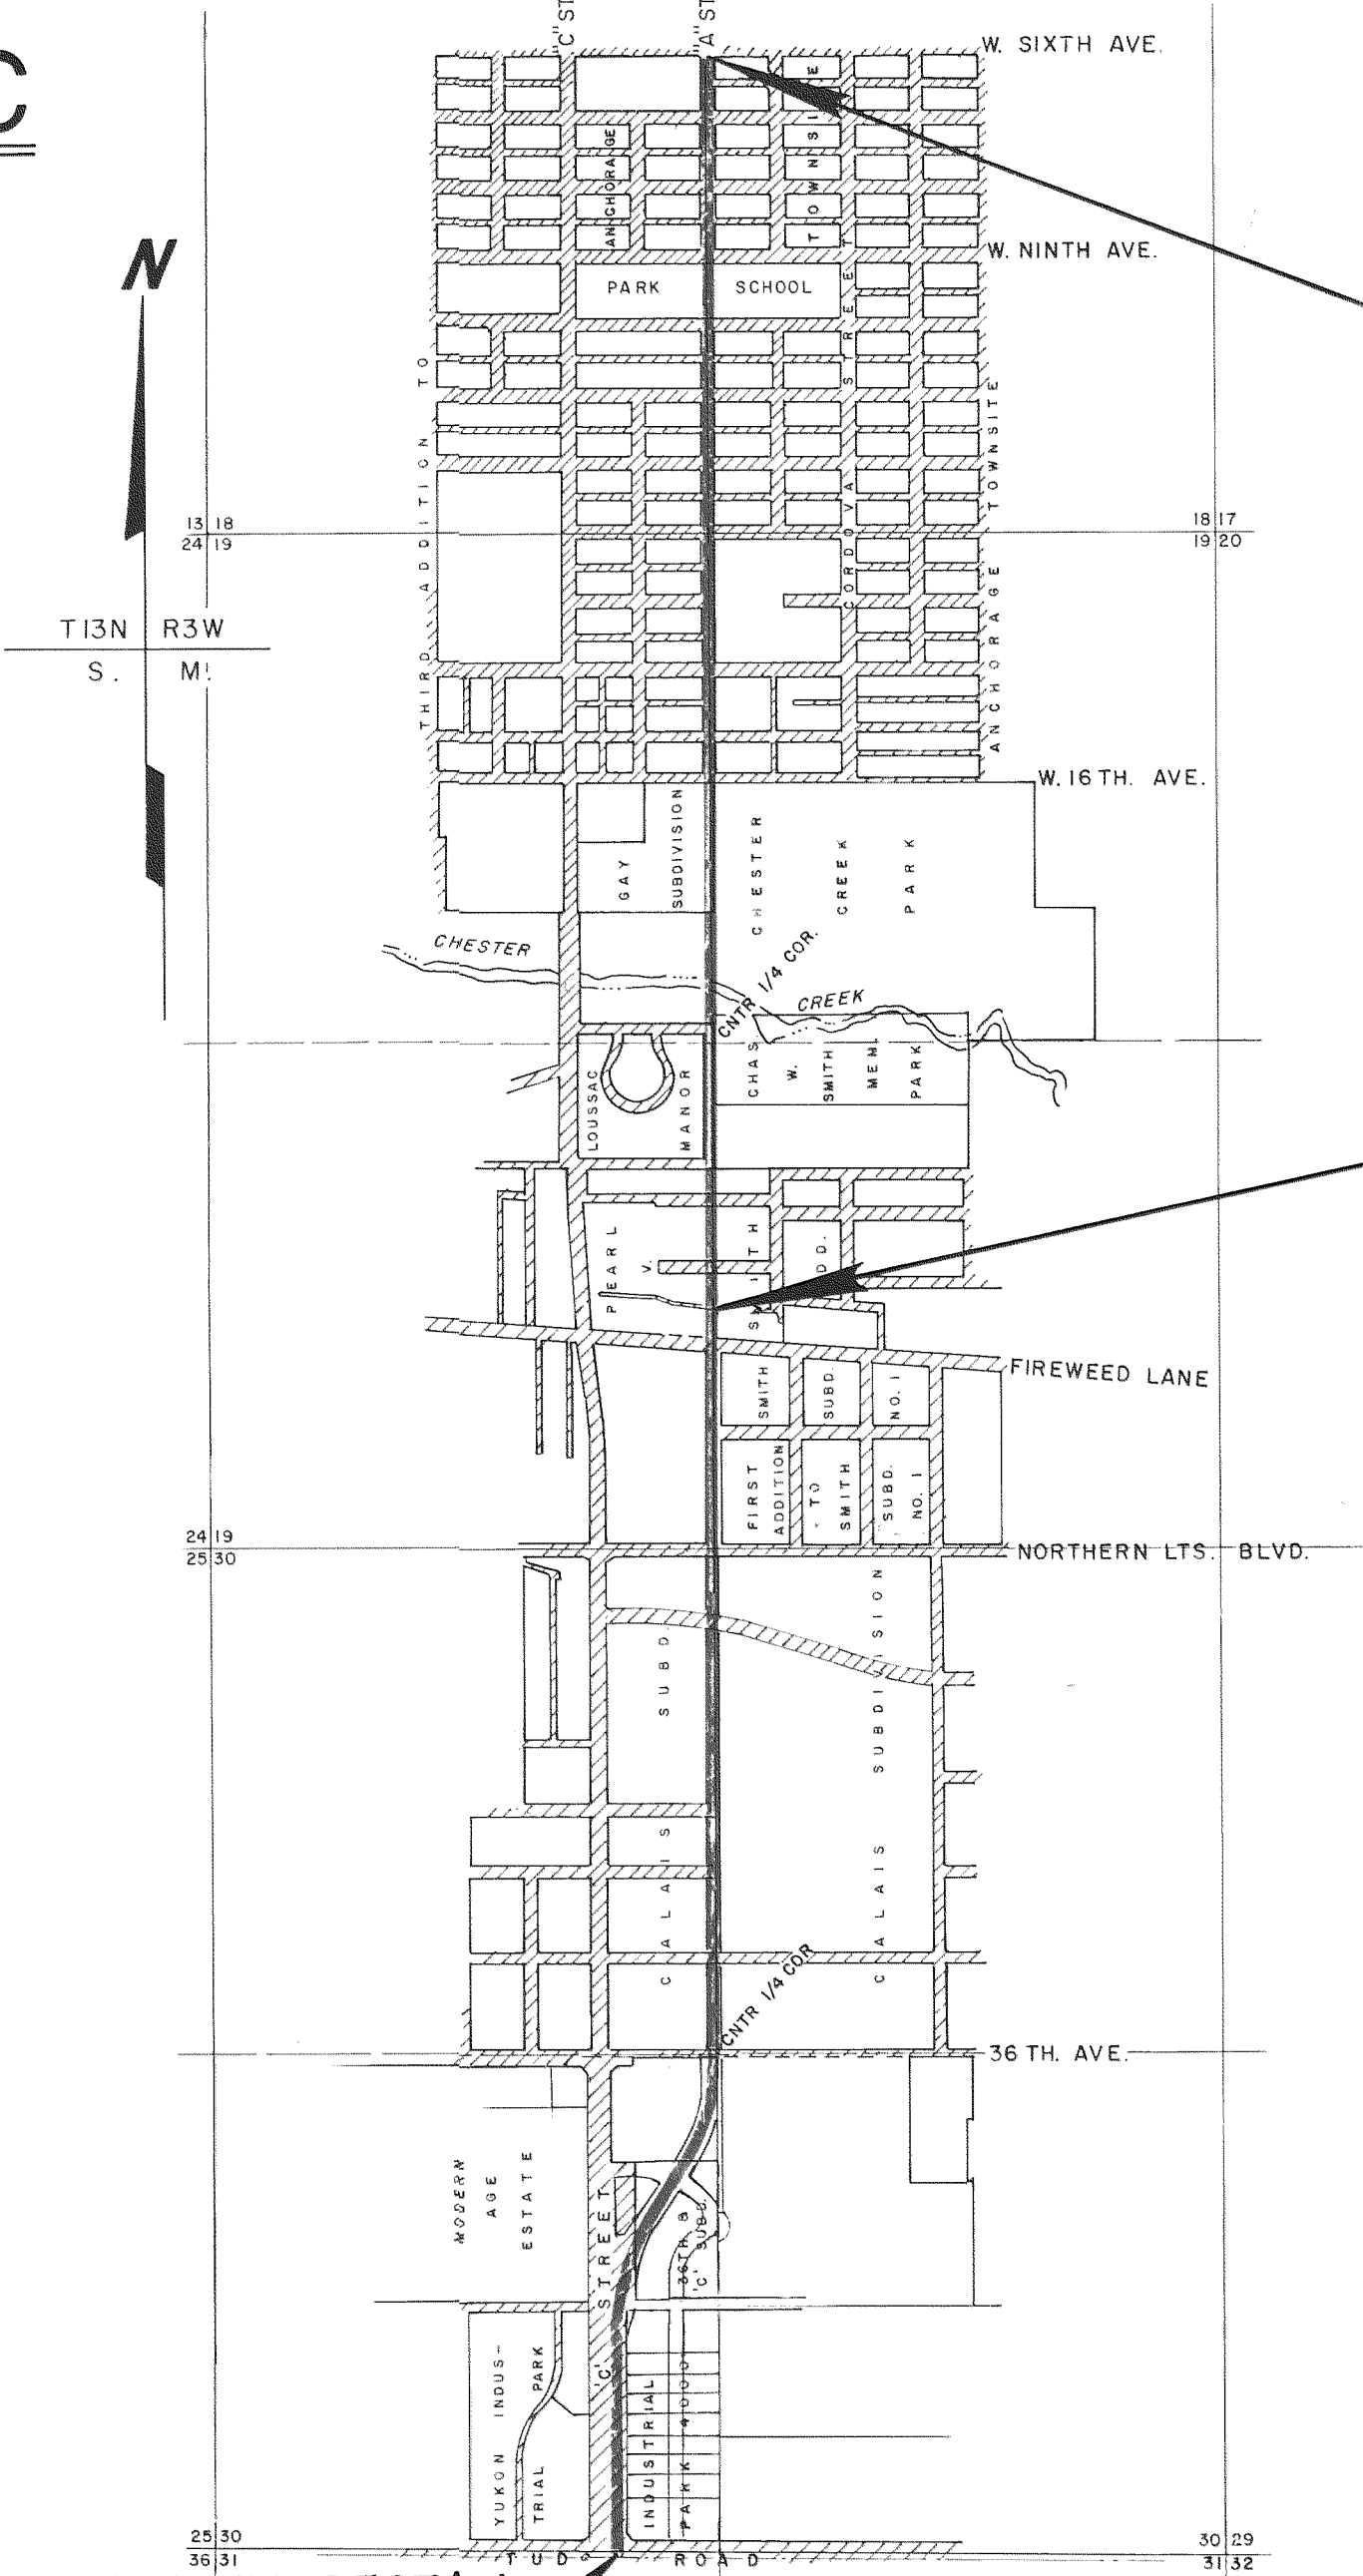 C
"C" ST
"A" ST
W. SIXTH AVE.
N
ANCHORAGE
TOWNSITE
W. NINTH AVE.
PARK
SCHOOL
CORDOVA STREET
THIRD ADDITION TO
ANCHORAGE TOWNSITE
13 18
24 19
18 17
19 20
T13N R3W
S. M.
W. 16TH. AVE.
GAY
SUBDIVISION
CHESTER
CREEK
PARK
CHESTER
CREEK
CNTR 1/4 COR.
LOUSSAC
MANOR
CHAS
W.
SMITH
MEM.
PARK
PEARL
V.
SMITH
FIREWEED LANE
SMITH
SUBD.
NO. 1
FIRST
ADDITION
TO
SMITH
SUBD.
NO. 1
24 19
25 30
NORTHERN LTS. BLVD.
CALAIS SUBD
CALAIS SUBDIVISION
CNTR 1/4 COR
36 TH. AVE.
MODERN
AGE
ESTATE
'C' STREET
36TH &
'C' SUBD.
YUKON INDUS-
TRIAL PARK
INDUSTRIAL
PARK 4000
25 30
36 31
TUD ROAD
30 29
31 32